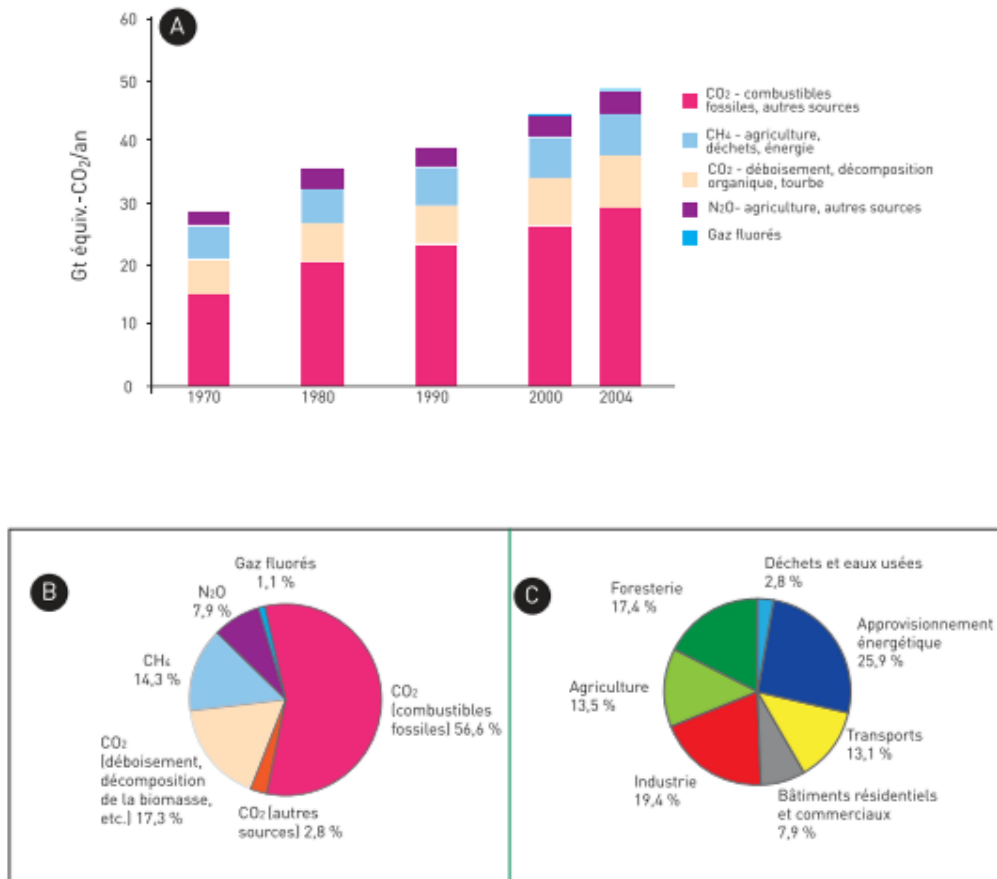 A
60
50
40
30
20
10
0
Gt équiv.-CO₂/an
1970
1980
1990
2000
2004
CO₂ - combustibles
fossiles, autres sources
CH₄ - agriculture,
déchets, énergie
CO₂ - déboisement, décomposition
organique, tourbe
N₂O- agriculture, autres sources
Gaz fluorés
B
Gaz fluorés
1,1 %
N₂O
7,9 %
CH₄
14,3 %
CO₂
(combustibles
fossiles) 56,6 %
CO₂
(déboisement,
décomposition
de la biomasse,
etc.) 17,3 %
CO₂ (autres
sources) 2,8 %
C
Déchets et eaux usées
2,8 %
Foresterie
17,4 %
Approvisionnement
énergétique
25,9 %
Agriculture
13,5 %
Transports
13,1 %
Industrie
19,4 %
Bâtiments résidentiels
et commerciaux
7,9 %